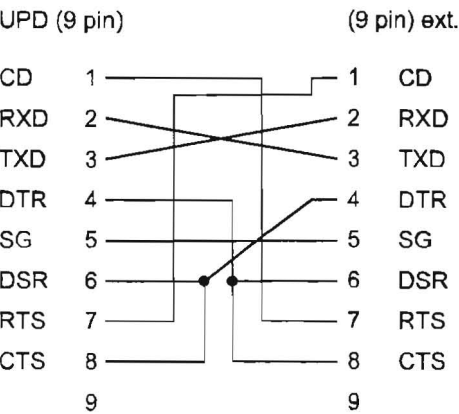 UPD (9 pin) (9 pin) ext.
CD 1 1 CD
RXD 2 2 RXD
TXD 3 3 TXD
DTR 4 4 DTR
SG 5 5 SG
DSR 6 6 DSR
RTS 7 7 RTS
CTS 8 8 CTS
9 9